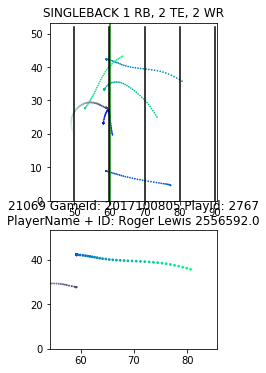 SINGLEBACK 1 RB, 2 TE, 2 WR
50
40
30
20
10
0
50 60 70 80 90
21069 GameId: 2017100805 PlayId: 2767
PlayerName + ID: Roger Lewis 2556592.0
40
20
0
60 70 80